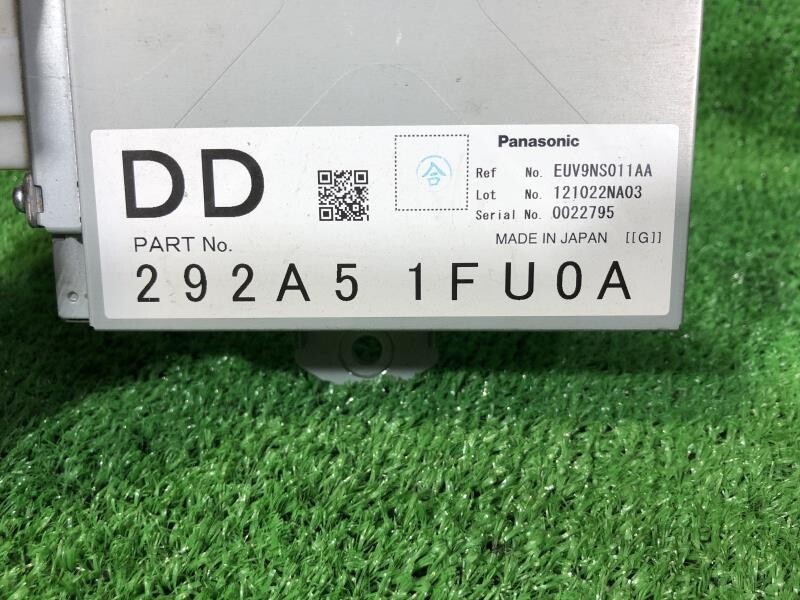 DD
合
Panasonic
Ref No. EUV9NS011AA
Lot No. 121022NA03
Serial No. 0022795
PART No.
MADE IN JAPAN [[G]]
292A5 1FU0A